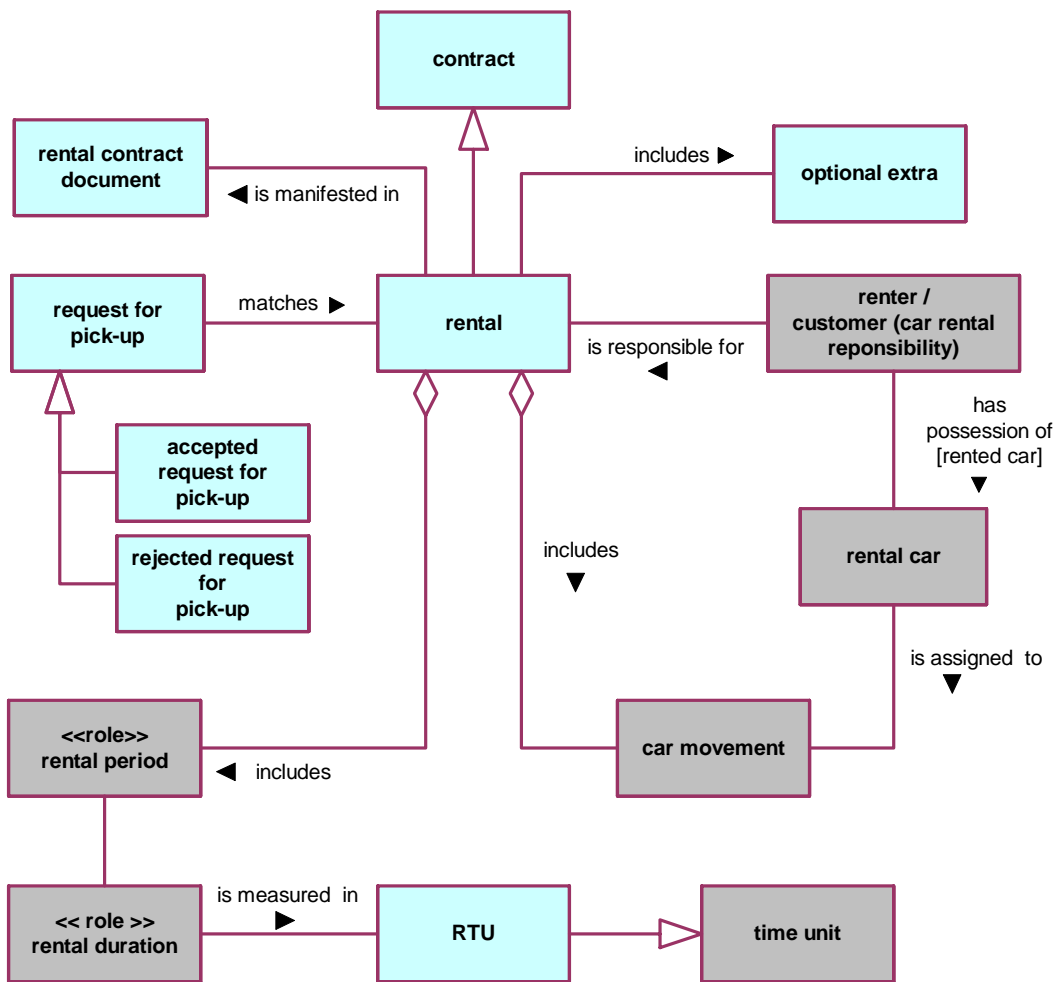 contract
rental contract
document
◀ is manifested in
includes ▶
optional extra
request for
pick-up
matches ▶
rental
is responsible for
◀
renter /
customer (car rental
reponsibility)
has
possession of
[rented car]
▼
accepted
request for
pick-up
rejected request
for
pick-up
includes
▼
rental car
is assigned to
▼
<<role>>
rental period
◀ includes
car movement
<< role >>
rental duration
is measured in
▶
RTU
time unit